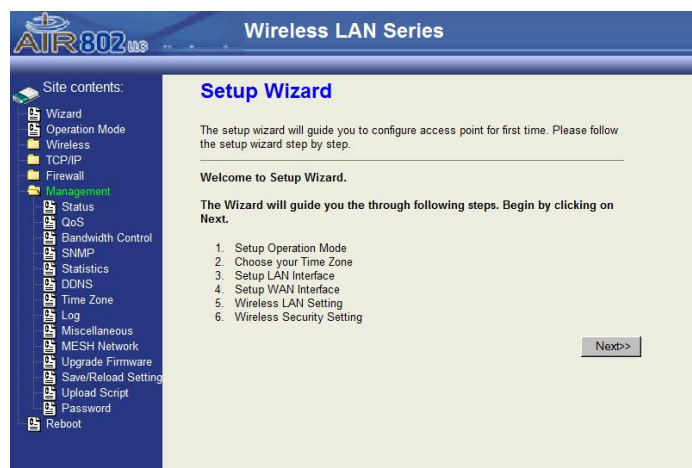 AIR802 LLC
Wireless LAN Series
Site contents:
Wizard
Operation Mode
Wireless
TCP/IP
Firewall
Management
Status
QoS
Bandwidth Control
SNMP
Statistics
DDNS
Time Zone
Log
Miscellaneous
MESH Network
Upgrade Firmware
Save/Reload Setting
Upload Script
Password
Reboot
Setup Wizard
The setup wizard will guide you to configure access point for first time. Please follow
the setup wizard step by step.
Welcome to Setup Wizard.
The Wizard will guide you the through following steps. Begin by clicking on
Next.
1. Setup Operation Mode
2. Choose your Time Zone
3. Setup LAN Interface
4. Setup WAN Interface
5. Wireless LAN Setting
6. Wireless Security Setting
Next>>